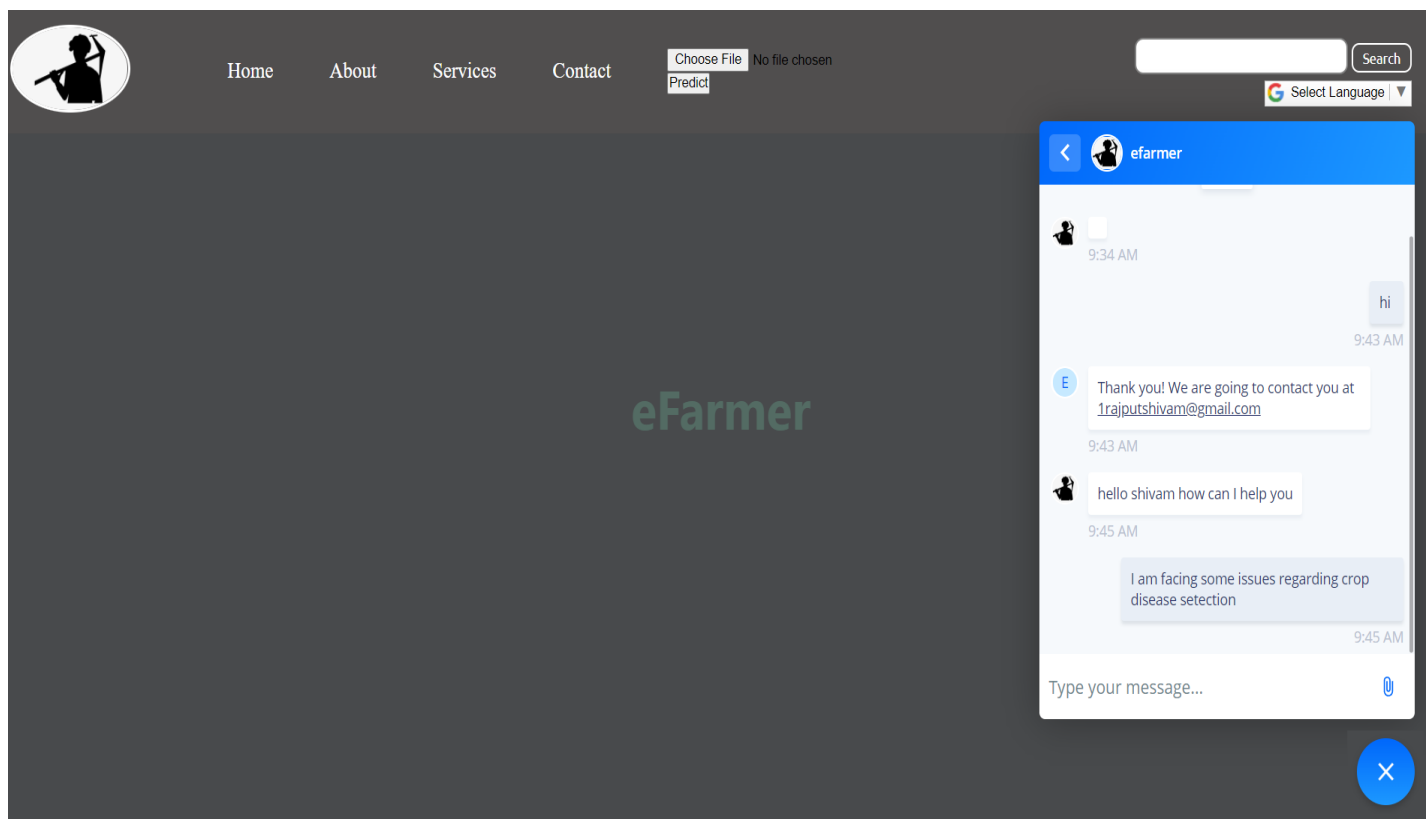 Home
About
Services
Contact
Choose File No file chosen
Predict
Search
G Select Language ▼
eFarmer
efarmer
9:34 AM
hi
9:43 AM
E
Thank you! We are going to contact you at
1rajputshivam@gmail.com
9:43 AM
hello shivam how can I help you
9:45 AM
I am facing some issues regarding crop
disease setection
9:45 AM
Type your message...